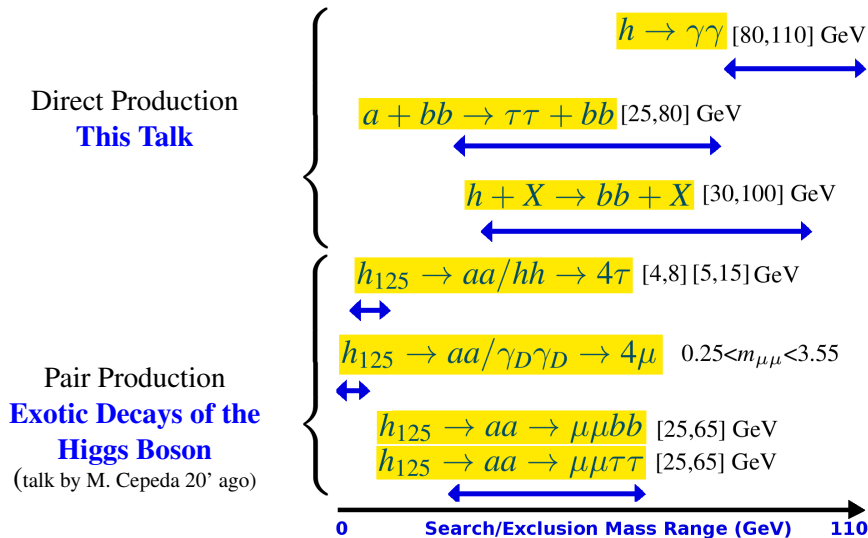 h → γγ [80,110] GeV
Direct Production
This Talk
a + bb → ττ + bb [25,80] GeV
h + X → bb + X [30,100] GeV
h₁₂₅ → aa/hh → 4τ [4,8] [5,15] GeV
h₁₂₅ → aa/γ_Dγ_D → 4μ 0.25<m_μμ<3.55
Pair Production
Exotic Decays of the
Higgs Boson
(talk by M. Cepeda 20' ago)
h₁₂₅ → aa → μμbb [25,65] GeV
h₁₂₅ → aa → μμττ [25,65] GeV
0 Search/Exclusion Mass Range (GeV) 110